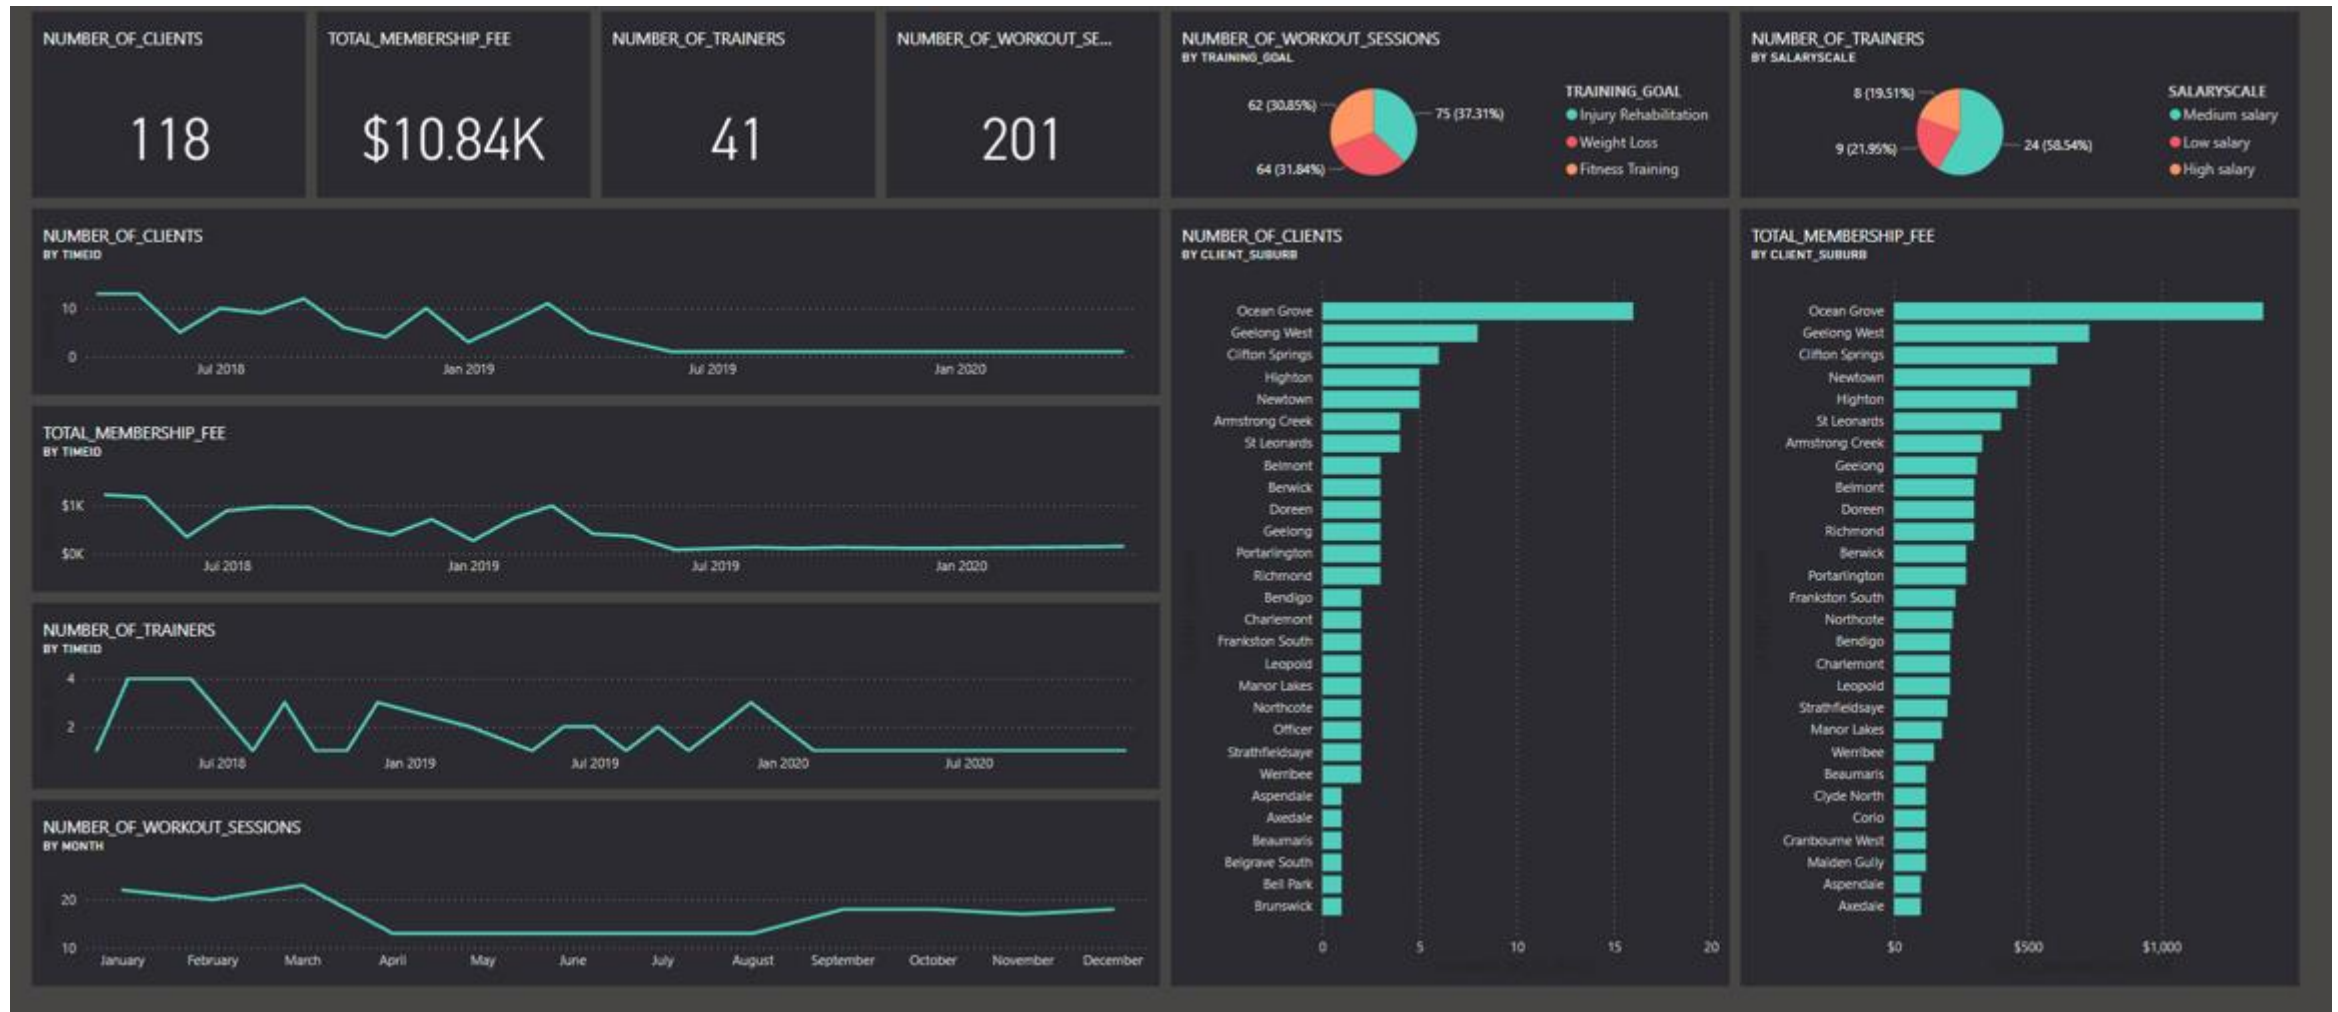 NUMBER_OF_CLIENTS
118
TOTAL_MEMBERSHIP_FEE
$10.84K
NUMBER_OF_TRAINERS
41
NUMBER_OF_WORKOUT_SE...
201
NUMBER_OF_WORKOUT_SESSIONS
BY TRAINING_GOAL
62 (30.85%)
75 (37.31%)
64 (31.84%)
TRAINING_GOAL
Injury Rehabilitation
Weight Loss
Fitness Training
NUMBER_OF_TRAINERS
BY SALARYSCALE
8 (19.51%)
9 (21.95%)
24 (58.54%)
SALARYSCALE
Medium salary
Low salary
High salary
NUMBER_OF_CLIENTS
BY TIMEID
10
0
Jul 2018 Jan 2019 Jul 2019 Jan 2020
TOTAL_MEMBERSHIP_FEE
BY TIMEID
$1K
$0K
Jul 2018 Jan 2019 Jul 2019 Jan 2020
NUMBER_OF_TRAINERS
BY TIMEID
4
2
Jul 2018 Jan 2019 Jul 2019 Jan 2020 Jul 2020
NUMBER_OF_WORKOUT_SESSIONS
BY MONTH
20
10
January February March April May June July August September October November December
NUMBER_OF_CLIENTS
BY CLIENT_SUBURB
Ocean Grove
Geelong West
Clifton Springs
Highton
Newtown
Armstrong Creek
St Leonards
Belmont
Berwick
Doreen
Geelong
Portarlington
Richmond
Bendigo
Charlemont
Frankston South
Leopold
Manor Lakes
Northcote
Officer
Strathfieldsaye
Werribee
Aspendale
Axedale
Beaumaris
Belgrave South
Bell Park
Brunswick
0 5 10 15 20
TOTAL_MEMBERSHIP_FEE
BY CLIENT_SUBURB
Ocean Grove
Geelong West
Clifton Springs
Newtown
Highton
St Leonards
Armstrong Creek
Geelong
Belmont
Doreen
Richmond
Berwick
Portarlington
Frankston South
Northcote
Bendigo
Charlemont
Leopold
Strathfieldsaye
Manor Lakes
Werribee
Beaumaris
Clyde North
Corio
Cranbourne West
Maiden Gully
Aspendale
Axedale
$0 $500 $1,000